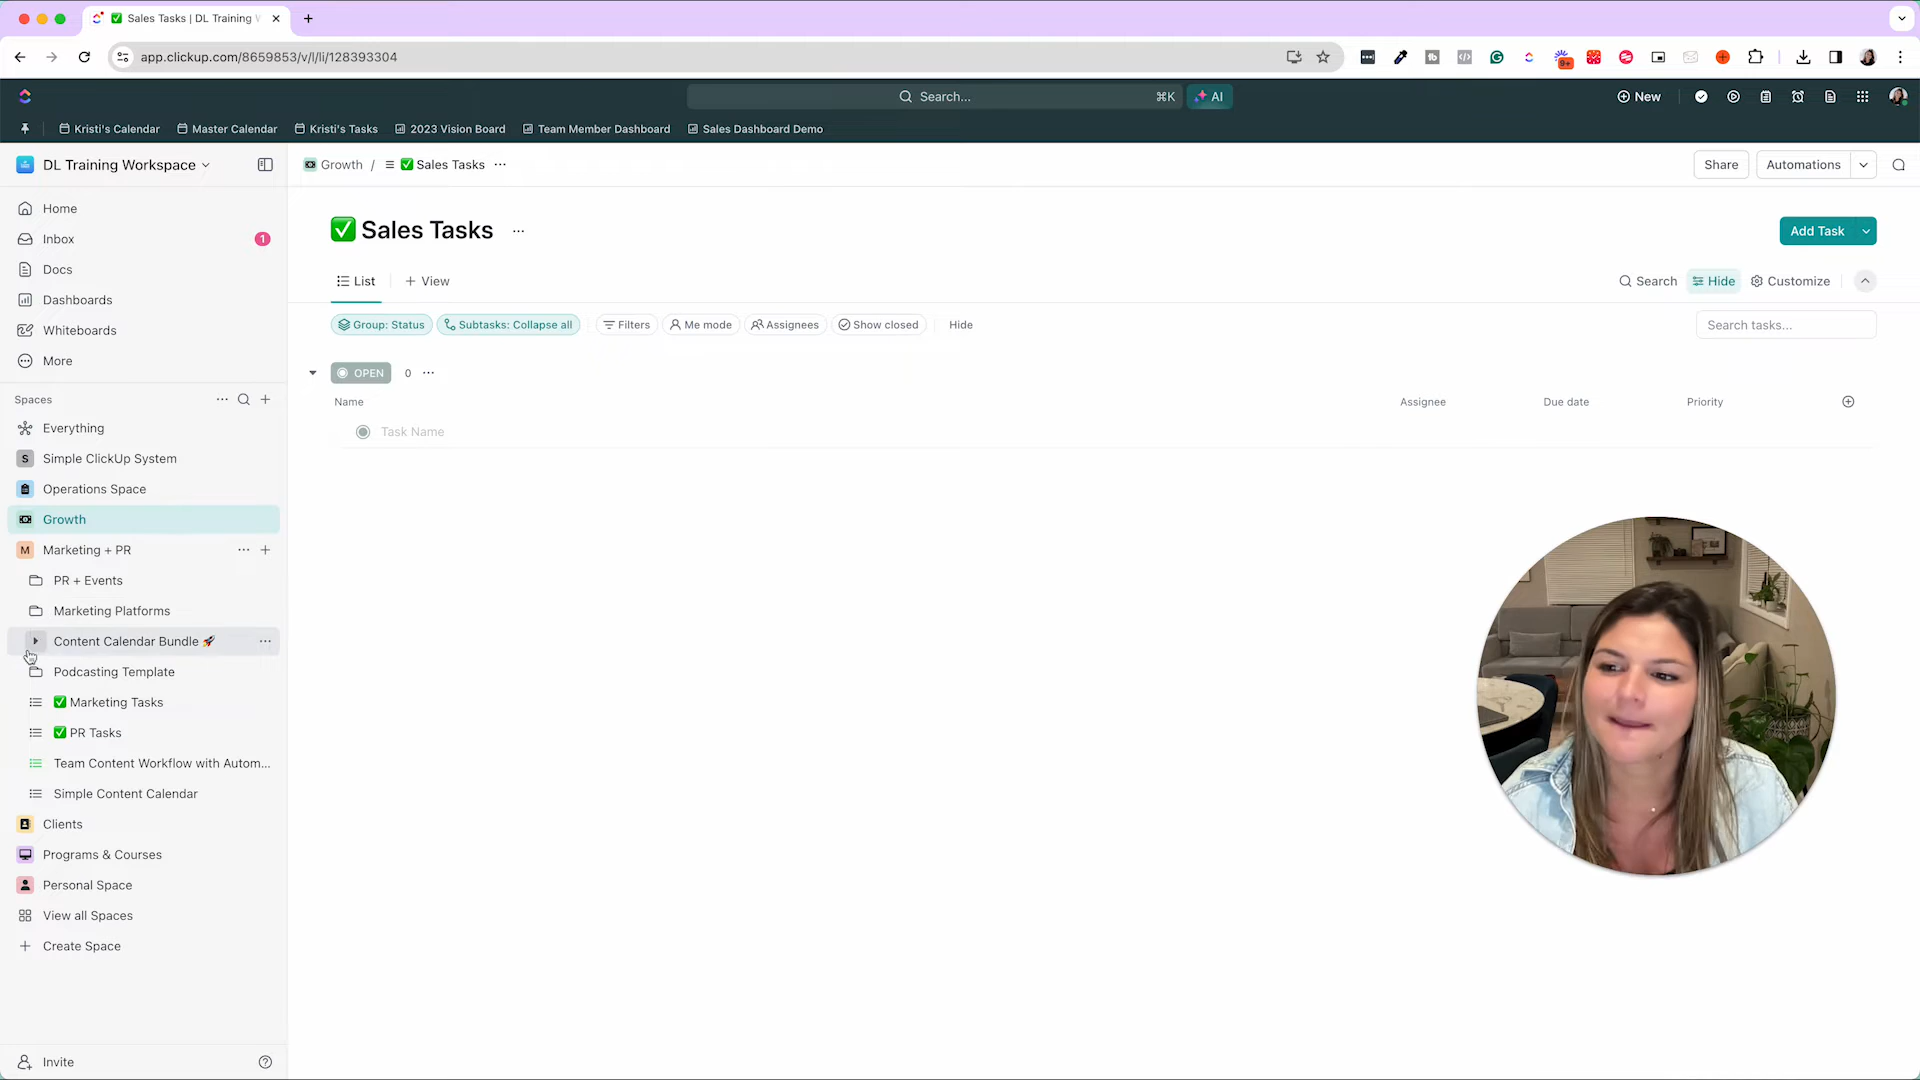 ✅ Sales Tasks | DL Training W
app.clickup.com/8659853/v/l/li/128393304
9+
Search... ⌘K AI
New
Kristi's Calendar Master Calendar Kristi's Tasks 2023 Vision Board Team Member Dashboard Sales Dashboard Demo
DL Training Workspace
Growth / ✅ Sales Tasks ...
Share Automations
Home
Inbox 1
Docs
Dashboards
Whiteboards
More
Spaces
Everything
S Simple ClickUp System
Operations Space
Growth
M Marketing + PR
PR + Events
Marketing Platforms
Content Calendar Bundle 🚀
Podcasting Template
✅ Marketing Tasks
✅ PR Tasks
Team Content Workflow with Autom...
Simple Content Calendar
Clients
Programs & Courses
Personal Space
View all Spaces
Create Space
Invite
✅ Sales Tasks ...
Add Task
List + View
Search Hide Customize
Group: Status Subtasks: Collapse all Filters Me mode Assignees Show closed Hide
Search tasks...
OPEN 0 ...
Name Assignee Due date Priority
Task Name